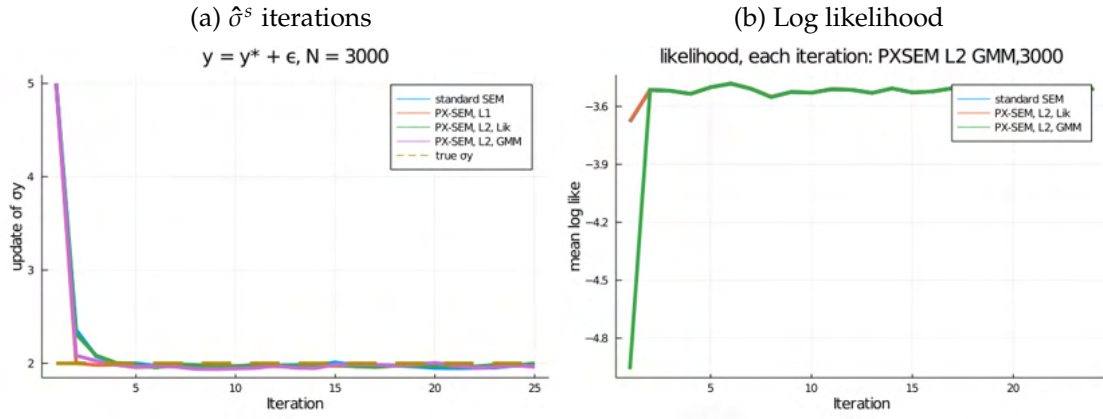 (a) σ̂ˢ iterations
y = y* + ϵ, N = 3000
5
4
3
2
update of σy
5
10
15
20
25
Iteration
standard SEM
PX-SEM, L1
PX-SEM, L2, Lik
PX-SEM, L2, GMM
true σy
(b) Log likelihood
likelihood, each iteration: PXSEM L2 GMM,3000
−3.6
−3.9
−4.2
−4.5
−4.8
mean log like
5
10
20
Iteration
standard SEM
PX-SEM, L2, Lik
PX-SEM, L2, GMM